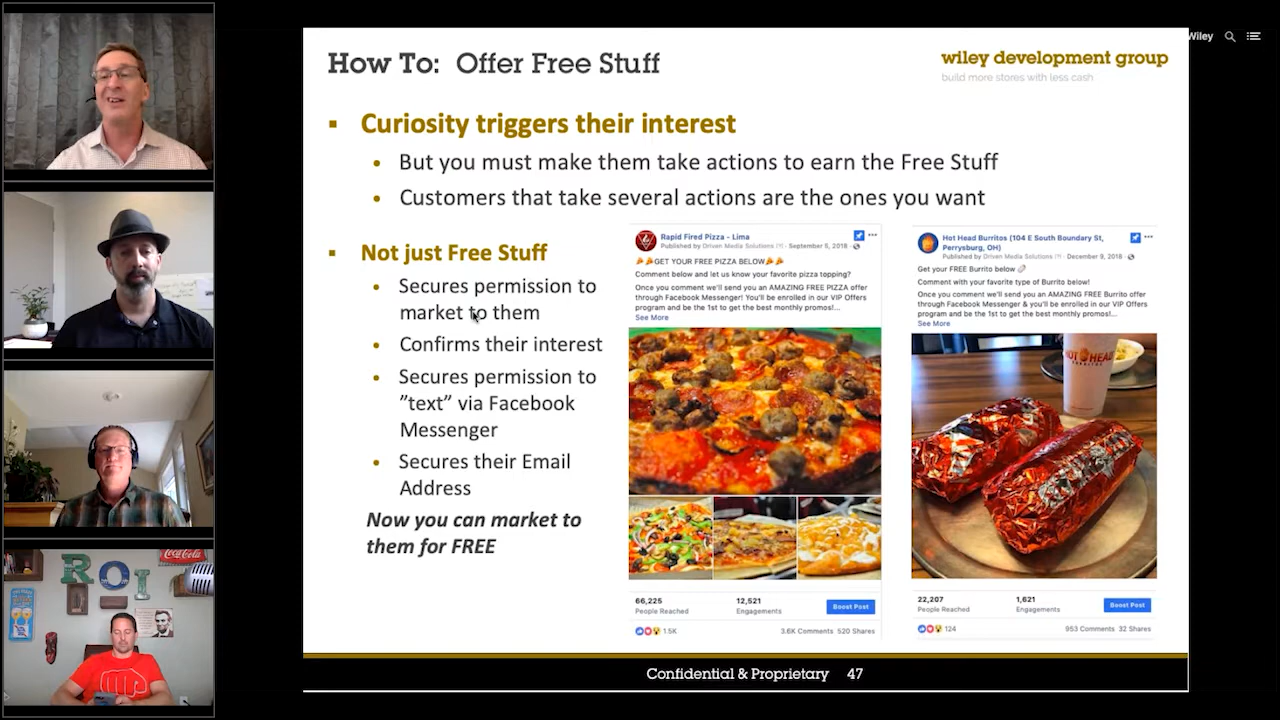 Wiley
How To: Offer Free Stuff
wiley development group
build more stores with less cash
▪ Curiosity triggers their interest
• But you must make them take actions to earn the Free Stuff
• Customers that take several actions are the ones you want
▪ Not just Free Stuff
• Secures permission to
market to them
• Confirms their interest
• Secures permission to
”text” via Facebook
Messenger
• Secures their Email
Address
Now you can market to
them for FREE
Rapid Fired Pizza - Lima
Published by Driven Media Solutions [?] · September 5, 2018 ·
🍕🍕GET YOUR FREE PIZZA BELOW🍕🍕
Comment below and let us know your favorite pizza topping?
Once you comment we'll send you an AMAZING FREE PIZZA offer
through Facebook Messenger! You'll be enrolled in our VIP Offers
program and be the 1st to get the best monthly promos!...
See More
66,225
People Reached
12,521
Engagements
Boost Post
1.5K
3.6K Comments 520 Shares
Hot Head Burritos (104 E South Boundary St,
Perrysburg, OH)
Published by Driven Media Solutions [?] · December 9, 2018 ·
Get your FREE Burrito below
Comment with your favorite type of Burrito below!
Once you comment we'll send you an AMAZING FREE Burrito offer
through Facebook Messenger & you'll be enrolled in our VIP Offers
program and be the 1st to get the best monthly promos!...
See More
HOT HEAD
BURRITOS
22,207
People Reached
1,621
Engagements
Boost Post
124
953 Comments 32 Shares
Confidential & Proprietary 47
Coca-Cola
ROI